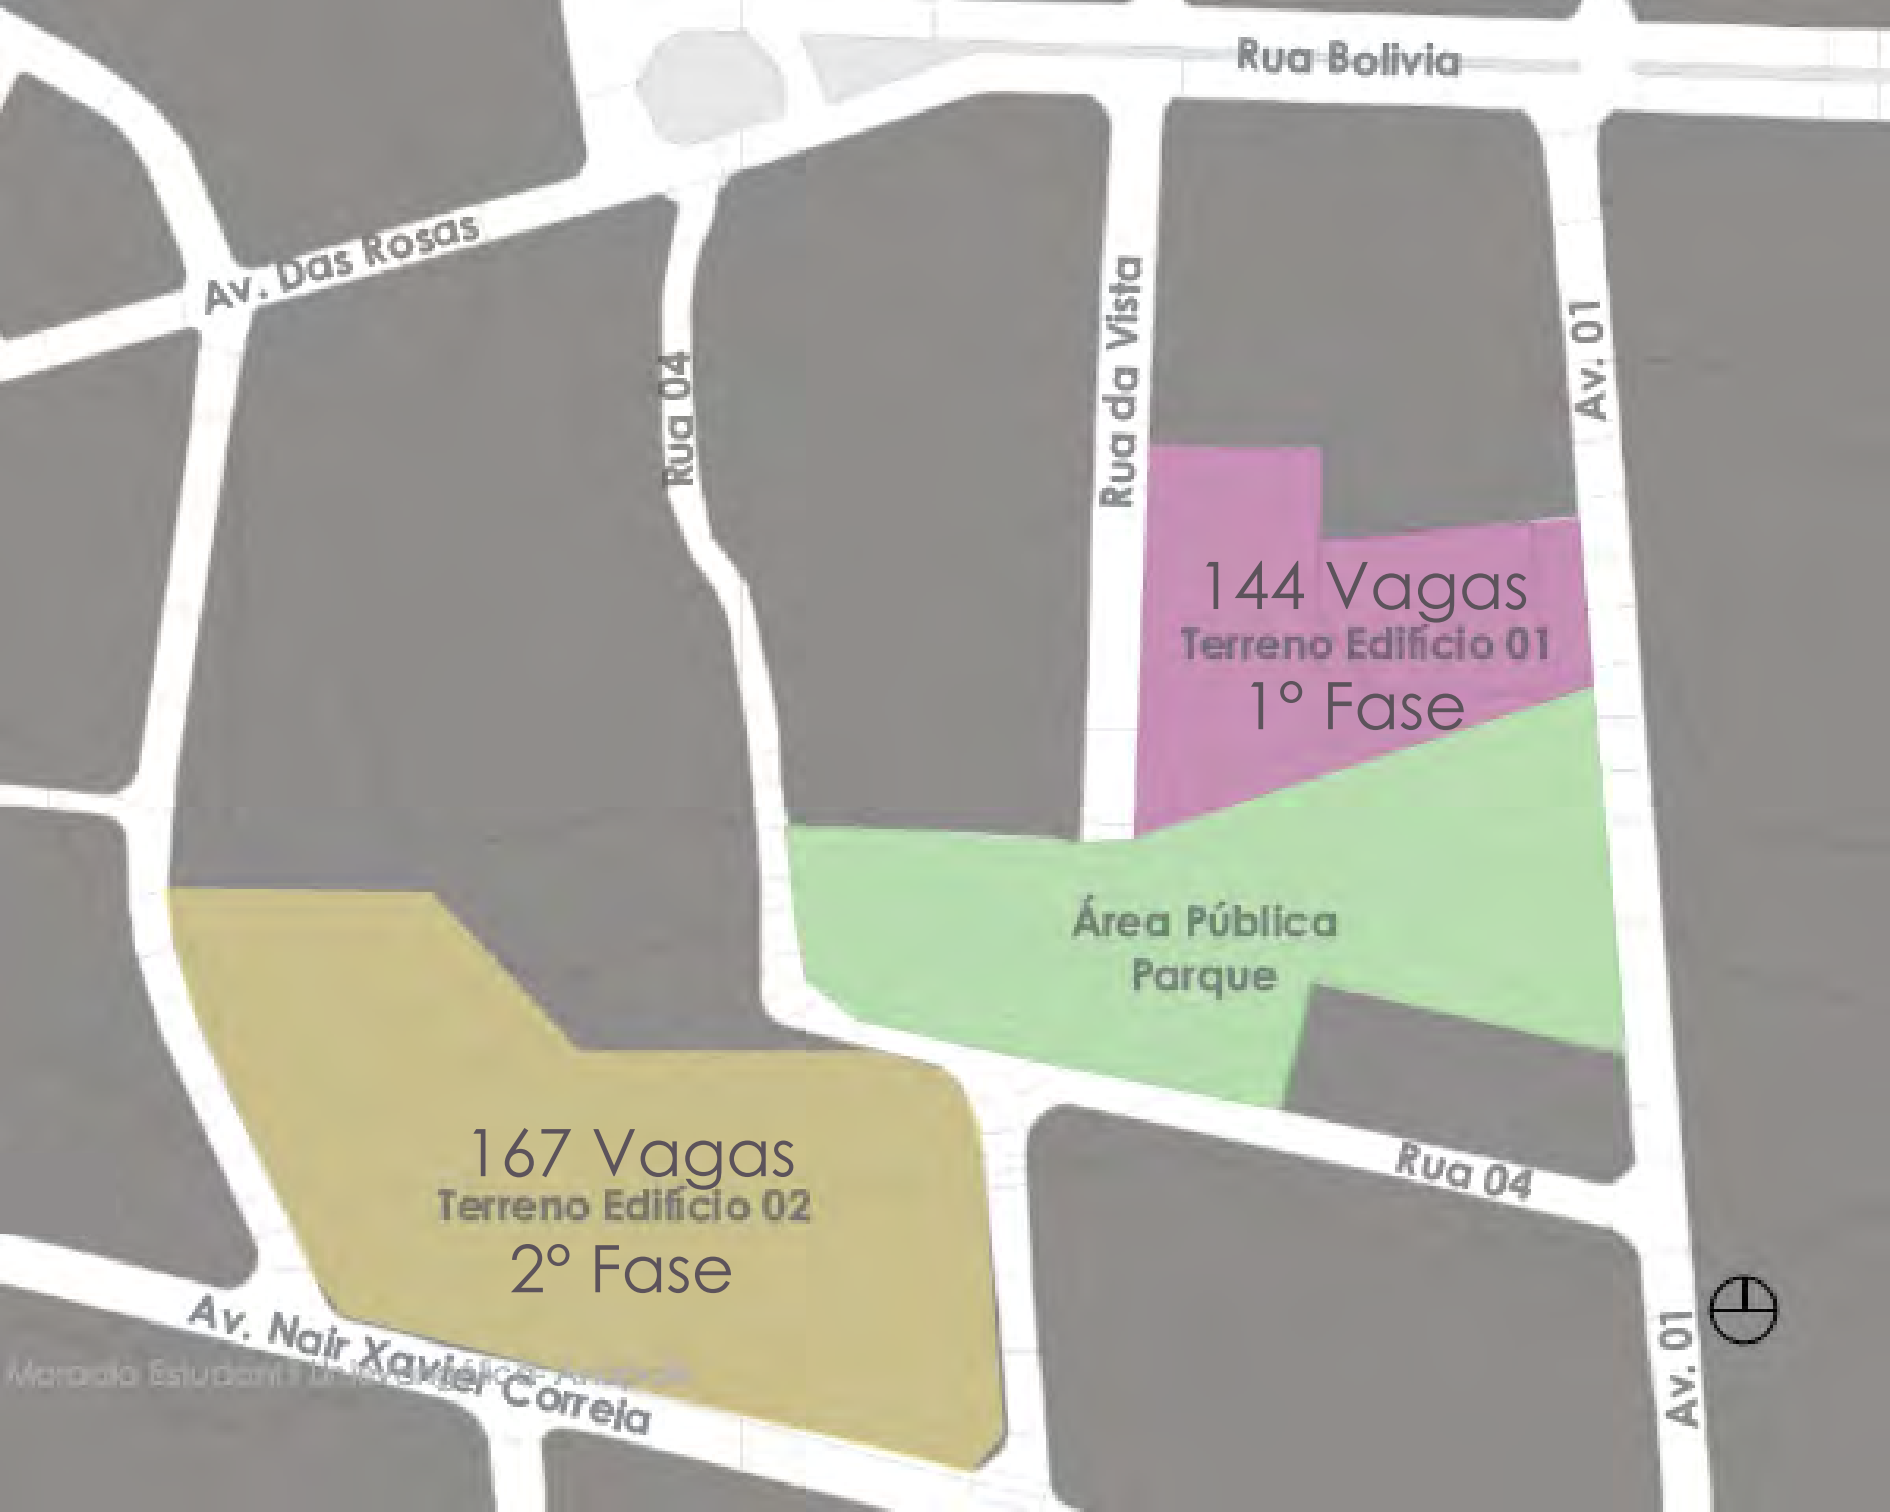 Rua Bolivia
Av. Das Rosas
Rua da Vista
Av. 01
Rua 04
144 Vagas
Terreno Edifício 01
1° Fase
Área Pública
Parque
167 Vagas
Terreno Edifício 02
2° Fase
Rua 04
Av. Nair Xavier Correia
Av. 01